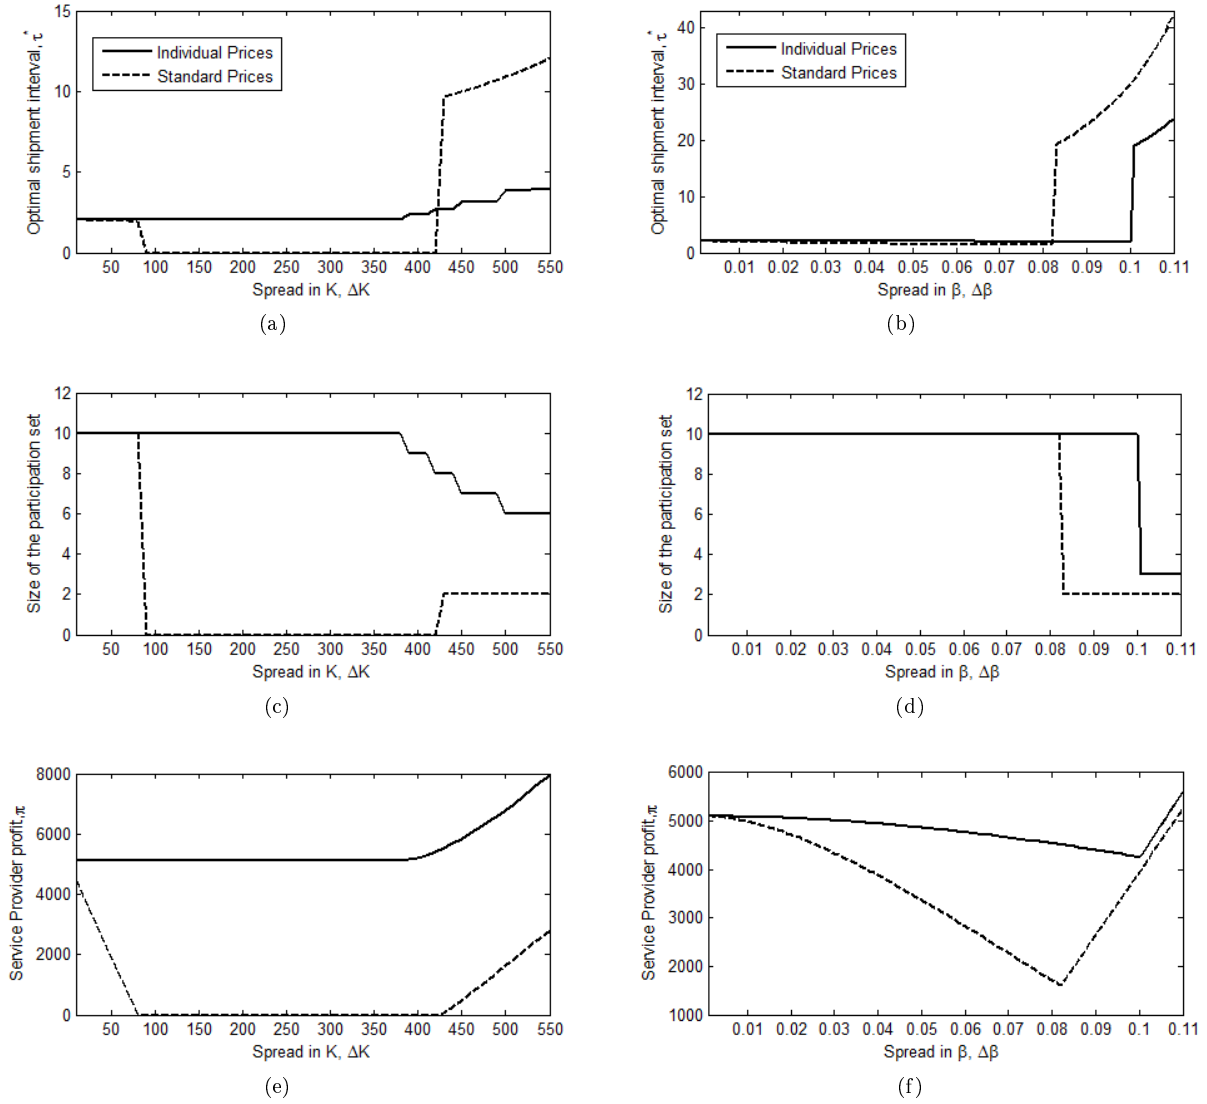 Optimal shipment interval, τ*
15
10
5
0
Individual Prices
Standard Prices
50 100 150 200 250 300 350 400 450 500 550
Spread in K, ΔK
(a)
Optimal shipment interval, τ*
40
30
20
10
0
Individual Prices
Standard Prices
0.01 0.02 0.03 0.04 0.05 0.06 0.07 0.08 0.09 0.1 0.11
Spread in β, Δβ
(b)
Size of the participation set
12
10
8
6
4
2
0
50 100 150 200 250 300 350 400 450 500 550
Spread in K, ΔK
(c)
Size of the participation set
12
10
8
6
4
2
0
0.01 0.02 0.03 0.04 0.05 0.06 0.07 0.08 0.09 0.1 0.11
Spread in β, Δβ
(d)
Service Provider profit,π
8000
6000
4000
2000
0
50 100 150 200 250 300 350 400 450 500 550
Spread in K, ΔK
(e)
Service Provider profit,π
6000
5000
4000
3000
2000
1000
0.01 0.02 0.03 0.04 0.05 0.06 0.07 0.08 0.09 0.1 0.11
Spread in β, Δβ
(f)